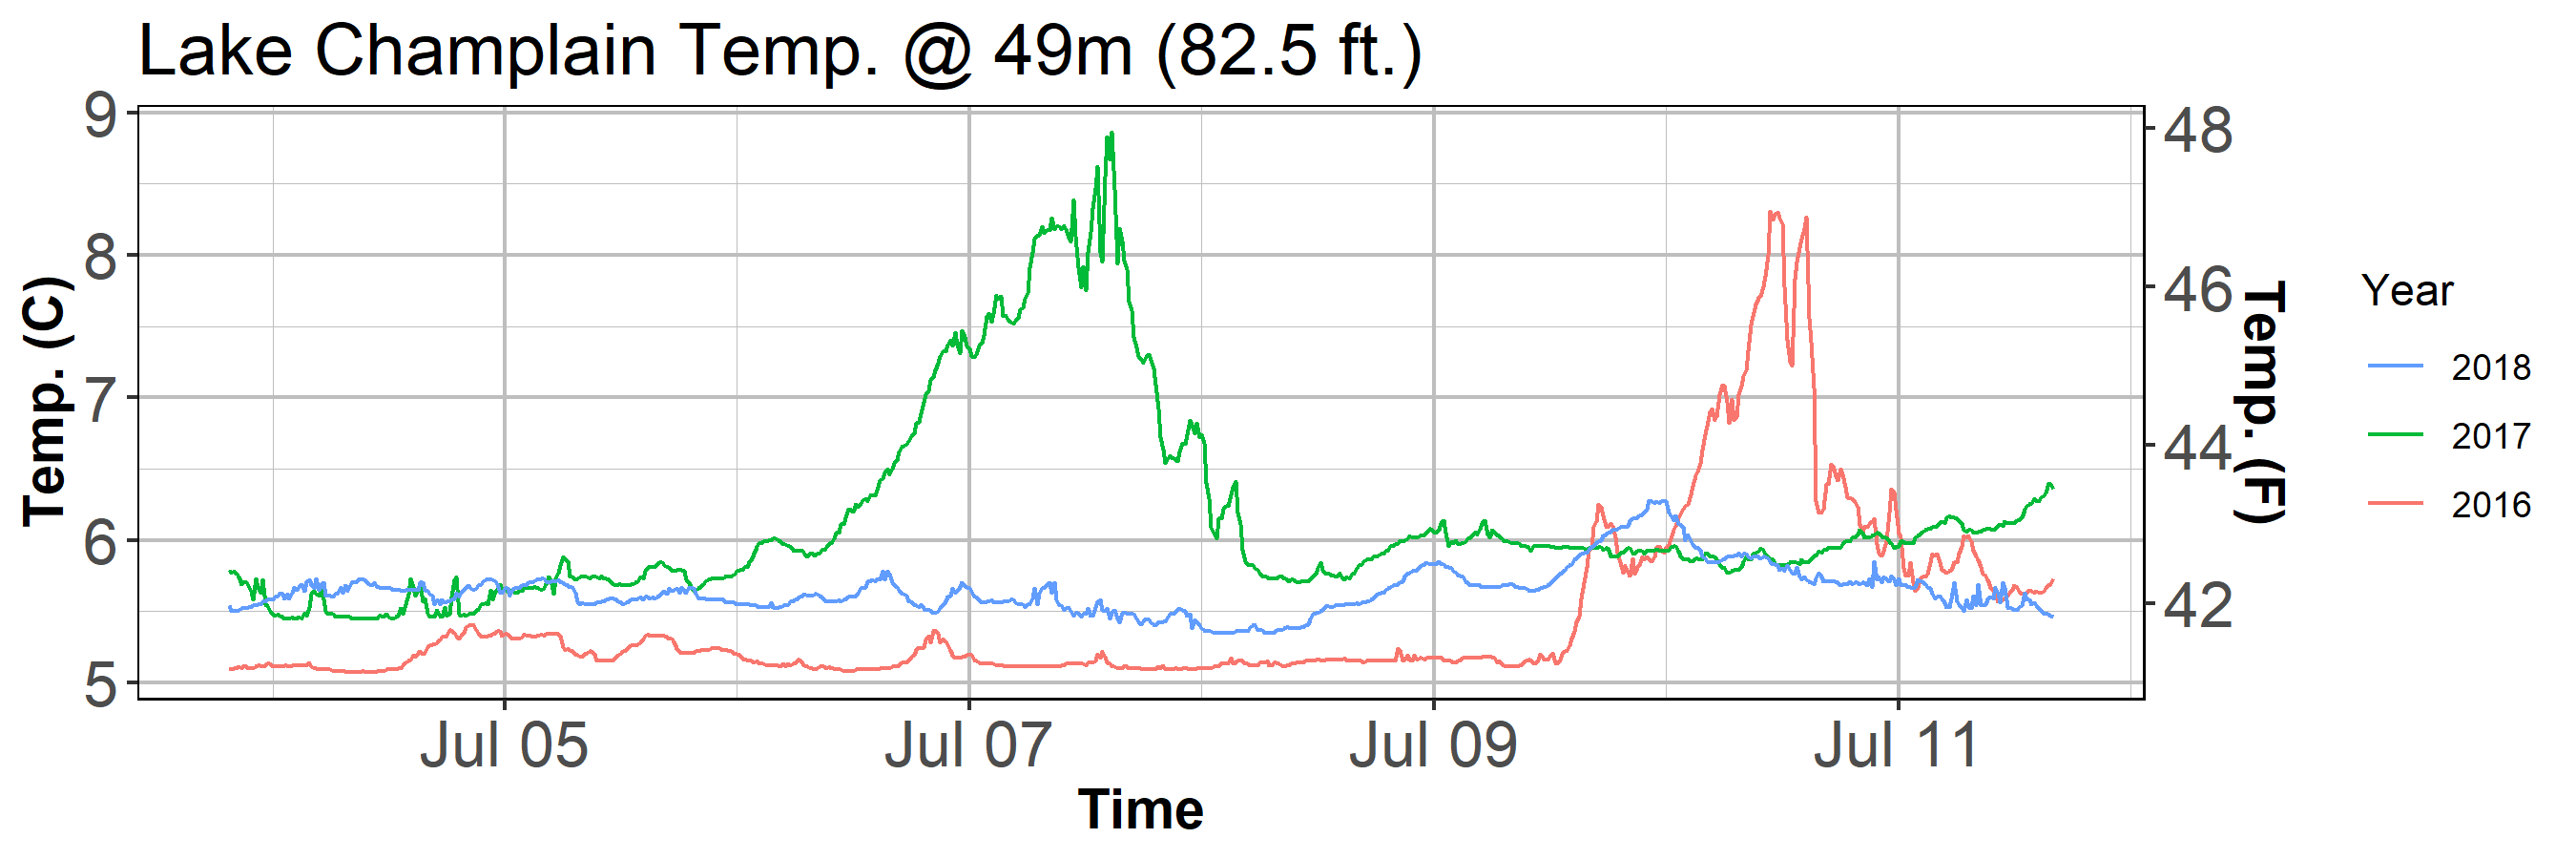 Lake Champlain Temp. @ 49m (82.5 ft.)
9
8
7
6
5
Temp. (C)
48
46
44
42
Temp. (F)
Jul 05
Jul 07
Jul 09
Jul 11
Time
Year
2018
2017
2016